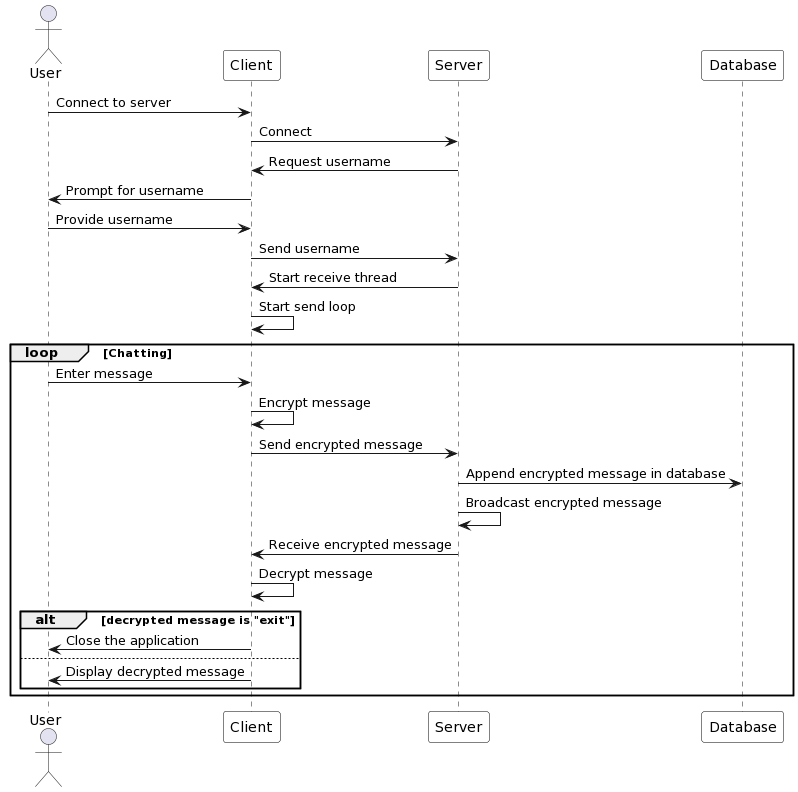 User
Client
Server
Database
Connect to server
Connect
Request username
Prompt for username
Provide username
Send username
Start receive thread
Start send loop
loop [Chatting]
Enter message
Encrypt message
Send encrypted message
Append encrypted message in database
Broadcast encrypted message
Receive encrypted message
Decrypt message
alt [decrypted message is "exit"]
Close the application
Display decrypted message
User
Client
Server
Database